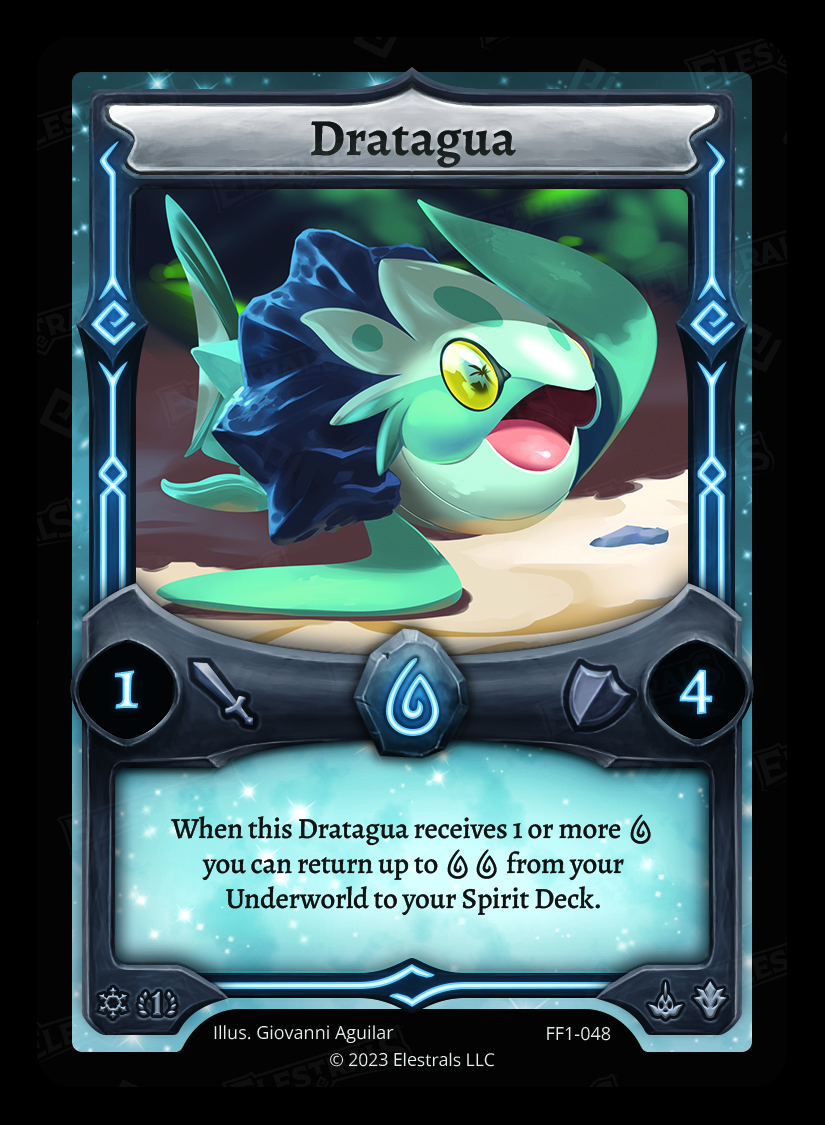 Dratagua
1
4
When this Dratagua receives 1 or more
you can return up to from your
Underworld to your Spirit Deck.
1
Illus. Giovanni Aguilar FF1-048
© 2023 Elestrals LLC